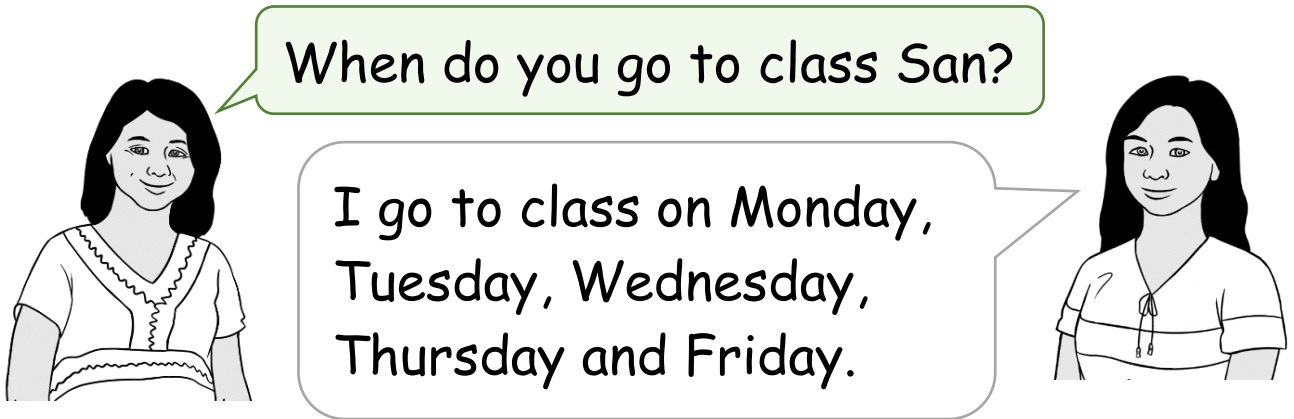 When do you go to class San?
I go to class on Monday,
Tuesday, Wednesday,
Thursday and Friday.